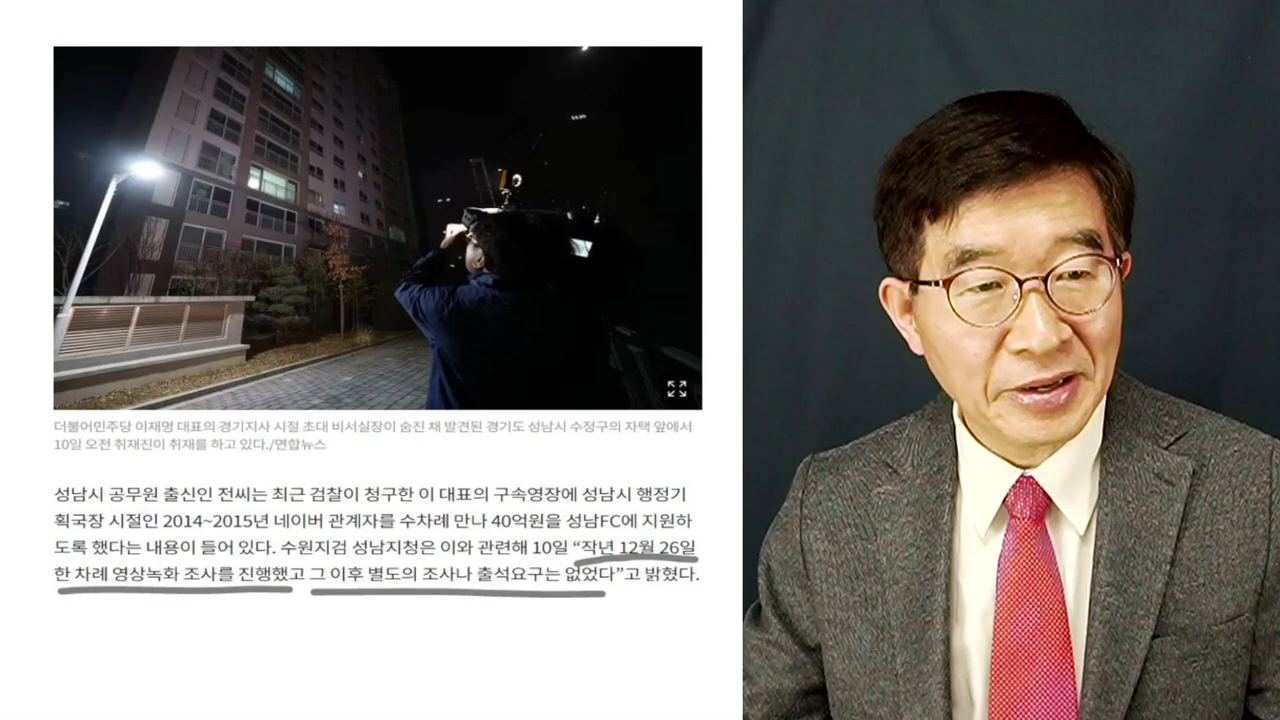 더불어민주당 이재명 대표의 경기지사 시절 초대 비서실장이 숨진 채 발견된 경기도 성남시 수정구의 자택 앞에서
10일 오전 취재진이 취재를 하고 있다./연합뉴스
성남시 공무원 출신인 전씨는 최근 검찰이 청구한 이 대표의 구속영장에 성남시 행정기
획국장 시절인 2014~2015년 네이버 관계자를 수차례 만나 40억원을 성남FC에 지원하
도록 했다는 내용이 들어 있다. 수원지검 성남지청은 이와 관련해 10일 “작년 12월 26일
한 차례 영상녹화 조사를 진행했고 그 이후 별도의 조사나 출석요구는 없었다”고 밝혔다.